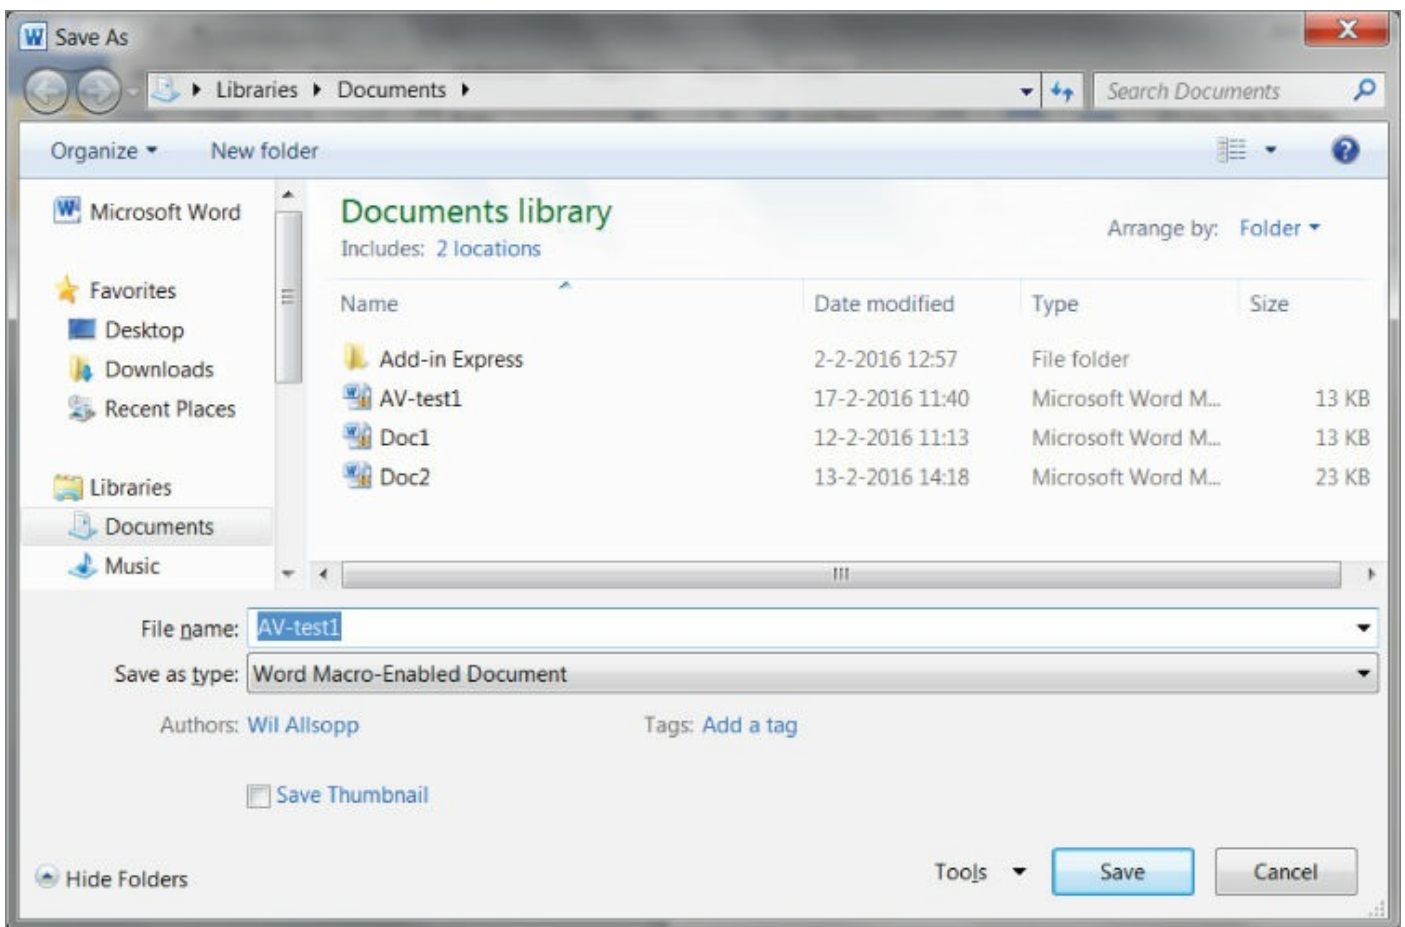 Save As
Libraries Documents
Search Documents
Organize New folder
Microsoft Word
Favorites
Desktop
Downloads
Recent Places
Libraries
Documents
Music
Documents library
Includes: 2 locations
Arrange by: Folder
Name Date modified Type Size
Add-in Express 2-2-2016 12:57 File folder
AV-test1 17-2-2016 11:40 Microsoft Word M... 13 KB
Doc1 12-2-2016 11:13 Microsoft Word M... 13 KB
Doc2 13-2-2016 14:18 Microsoft Word M... 23 KB
File name: AV-test1
Save as type: Word Macro-Enabled Document
Authors: Wil Allsopp Tags: Add a tag
Save Thumbnail
Hide Folders Tools Save Cancel